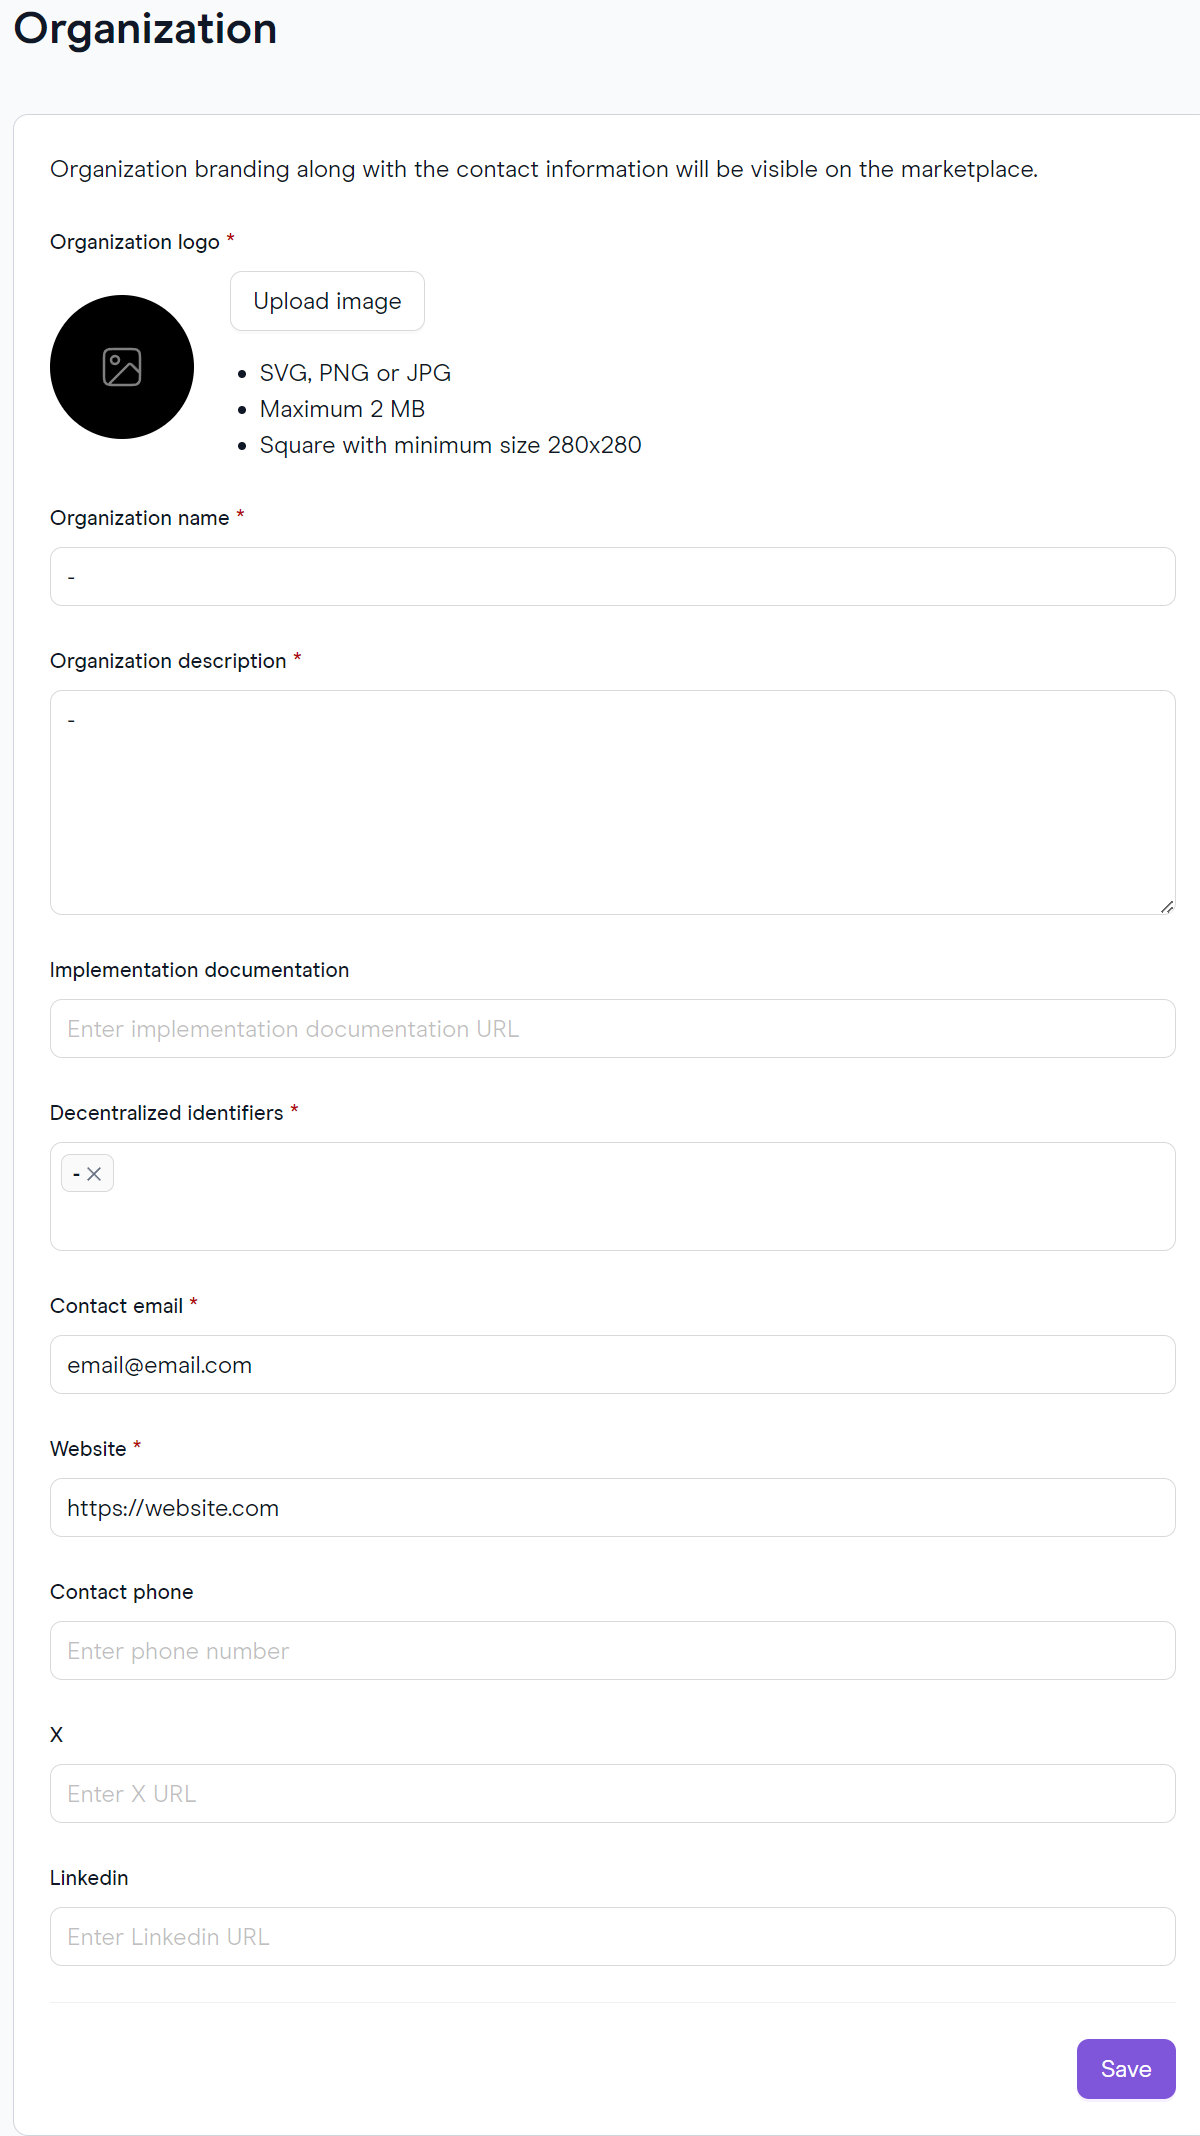 Organization
Organization branding along with the contact information will be visible on the marketplace.
Organization logo *
Upload image
• SVG, PNG or JPG
• Maximum 2 MB
• Square with minimum size 280x280
Organization name *
-
Organization description *
-
Implementation documentation
Enter implementation documentation URL
Decentralized identifiers *
- ×
Contact email *
email@email.com
Website *
https://website.com
Contact phone
Enter phone number
X
Enter X URL
Linkedin
Enter Linkedin URL
Save